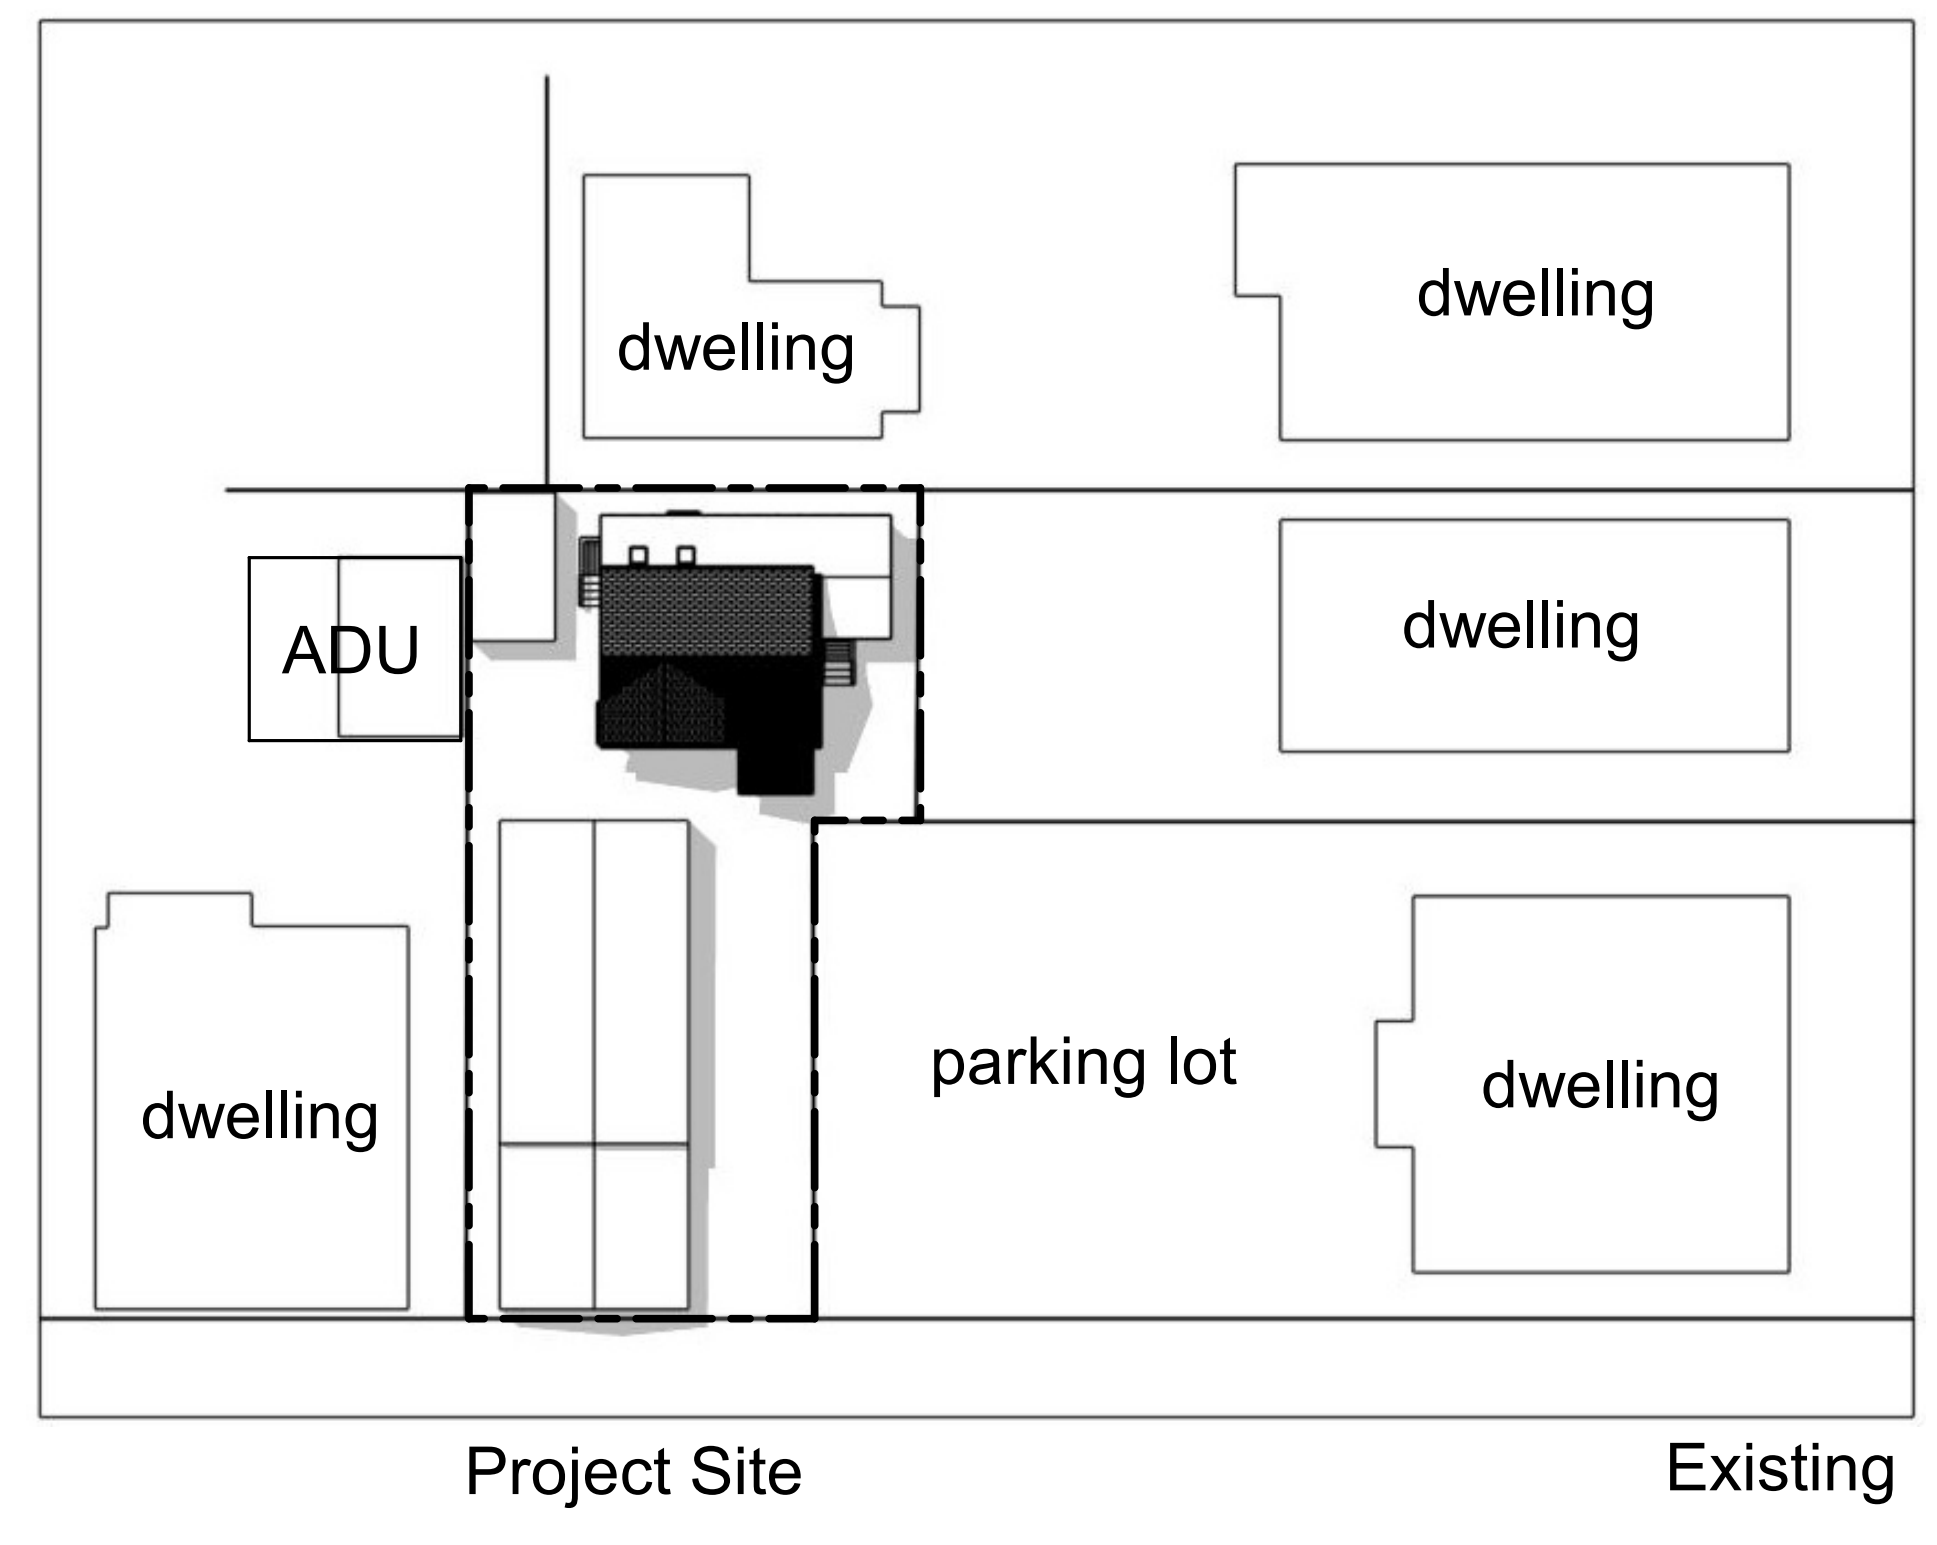 dwelling
dwelling
ADU
dwelling
parking lot
dwelling
dwelling
Project Site
Existing